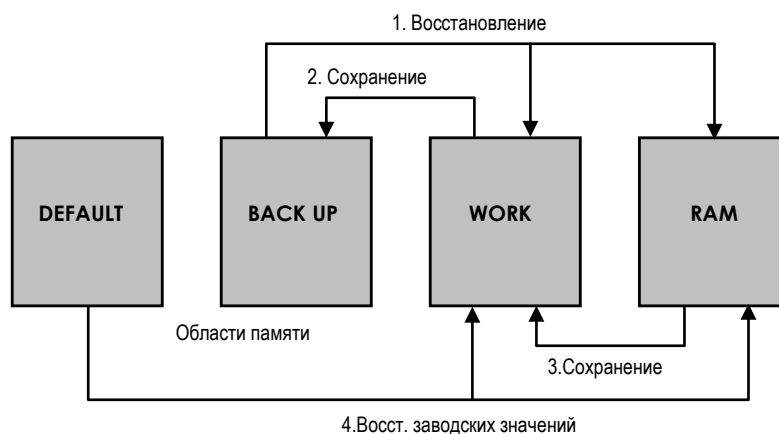 1. Восстановление
2. Сохранение
DEFAULT
BACK UP
WORK
RAM
Области памяти
3.Сохранение
4.Восст. заводских значений